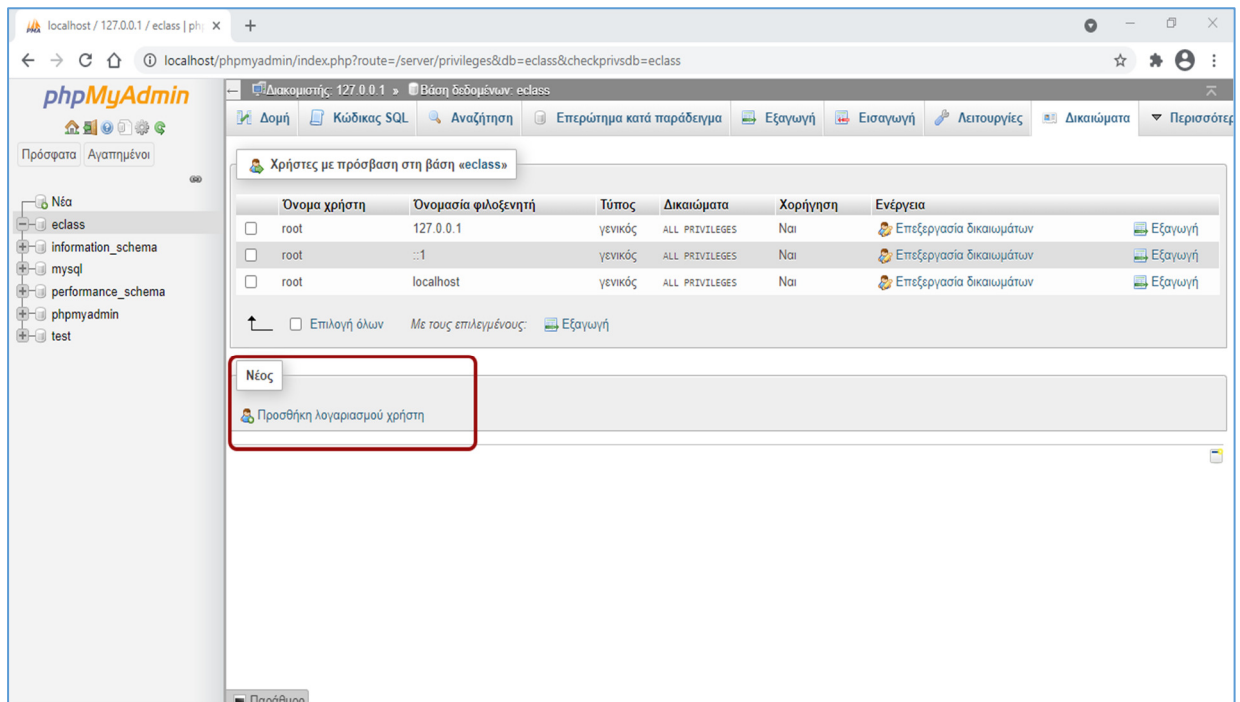 localhost / 127.0.0.1 / eclass | ph
localhost/phpmyadmin/index.php?route=/server/privileges&db=eclass&checkprivsdb=eclass
phpMyAdmin
Πρόσφατα Αγαπημένοι
Νέα
eclass
information_schema
mysql
performance_schema
phpmyadmin
test
Διακομιστής: 127.0.0.1 » Βάση δεδομένων: eclass
Δομή Κώδικας SQL Αναζήτηση Επερώτημα κατά παράδειγμα Εξαγωγή Εισαγωγή Λειτουργίες Δικαιώματα Περισσότερ
Χρήστες με πρόσβαση στη βάση «eclass»
Όνομα χρήστη Όνομασία φιλοξενητή Τύπος Δικαιώματα Χορήγηση Ενέργεια
root 127.0.0.1 γενικός ALL PRIVILEGES Ναι Επεξεργασία δικαιωμάτων Εξαγωγή
root ::1 γενικός ALL PRIVILEGES Ναι Επεξεργασία δικαιωμάτων Εξαγωγή
root localhost γενικός ALL PRIVILEGES Ναι Επεξεργασία δικαιωμάτων Εξαγωγή
Επιλογή όλων Με τους επιλεγμένους: Εξαγωγή
Νέος
Προσθήκη λογαριασμού χρήστη